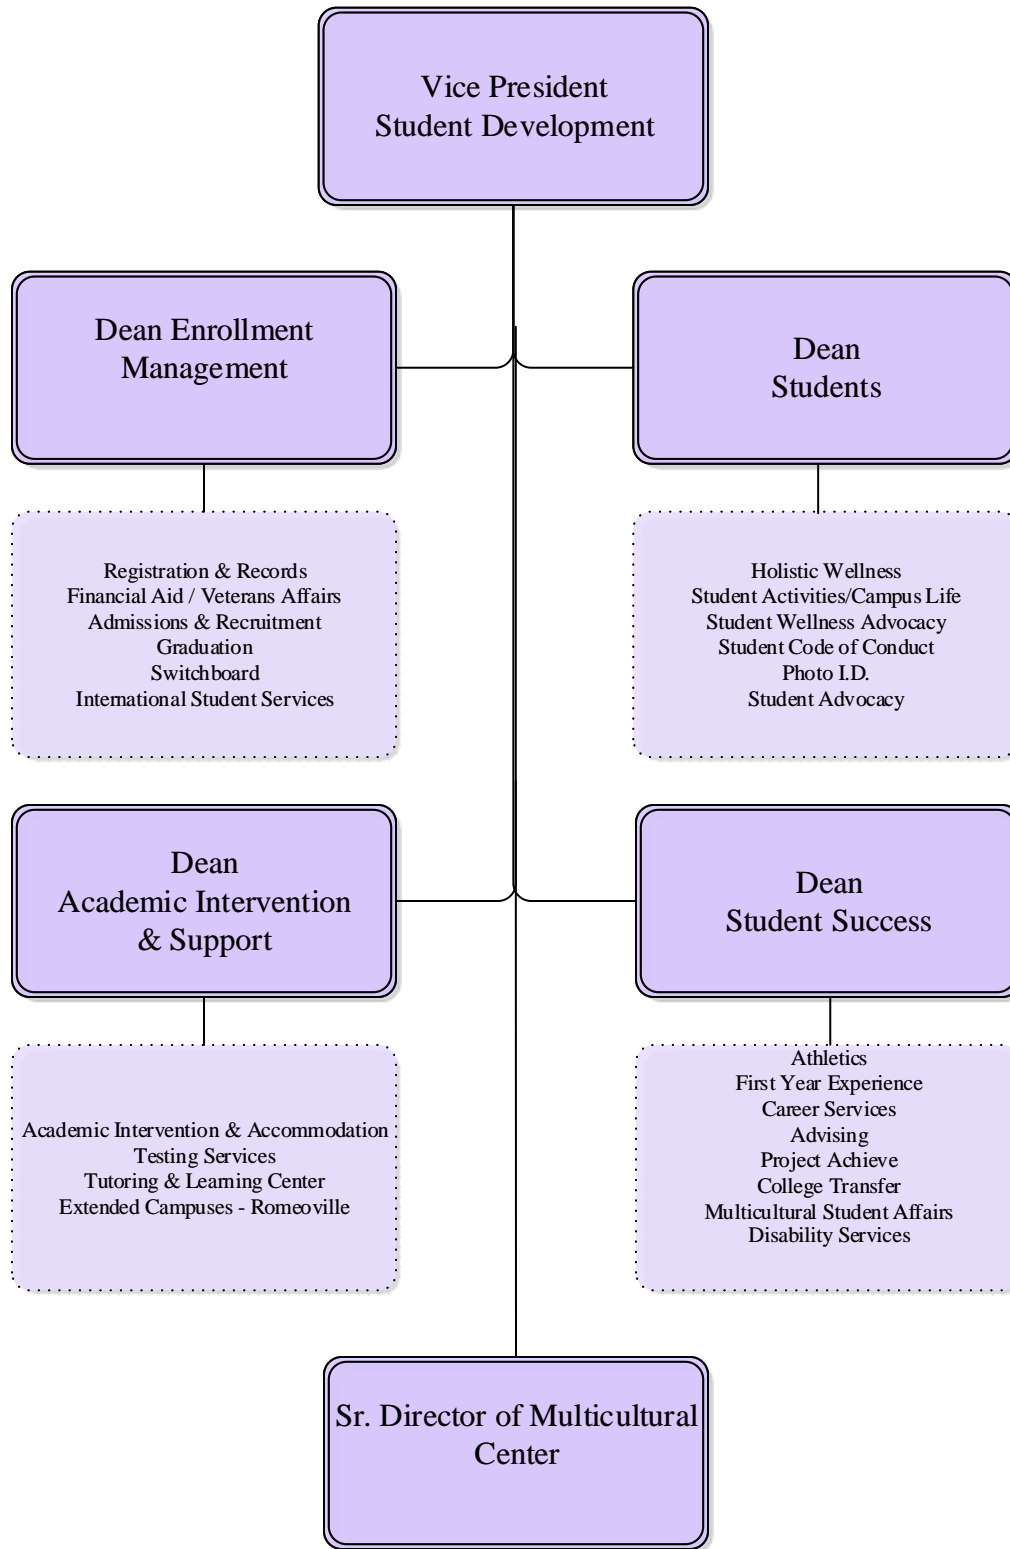 Vice President
Student Development
Dean Enrollment
Management
Dean
Students
Registration & Records
Financial Aid / Veterans Affairs
Admissions & Recruitment
Graduation
Switchboard
International Student Services
Holistic Wellness
Student Activities/Campus Life
Student Wellness Advocacy
Student Code of Conduct
Photo I.D.
Student Advocacy
Dean
Academic Intervention
& Support
Dean
Student Success
Academic Intervention & Accommodation
Testing Services
Tutoring & Learning Center
Extended Campuses - Romeoville
Athletics
First Year Experience
Career Services
Advising
Project Achieve
College Transfer
Multicultural Student Affairs
Disability Services
Sr. Director of Multicultural
Center